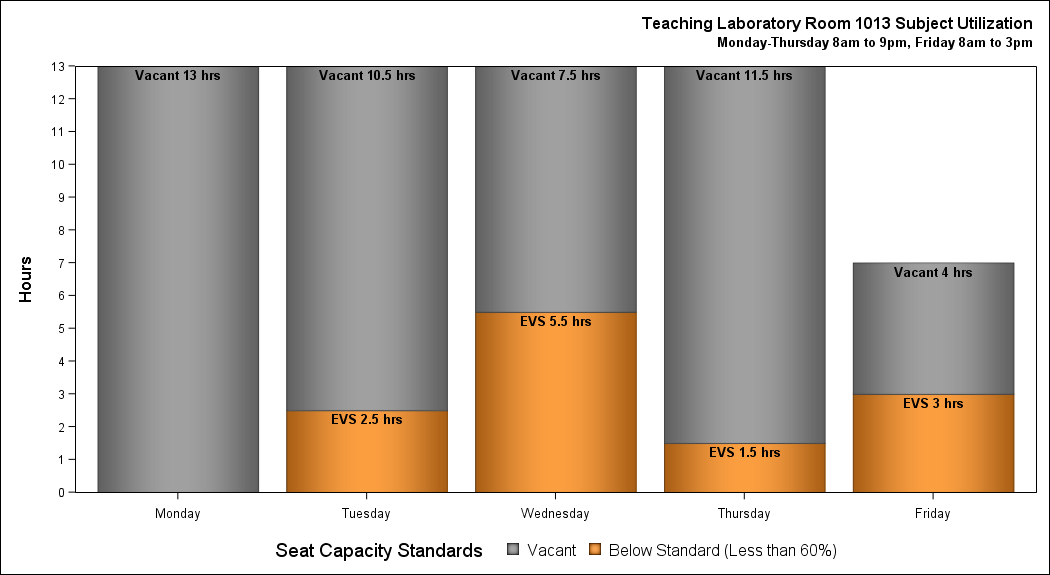 Teaching Laboratory Room 1013 Subject Utilization
Monday-Thursday 8am to 9pm, Friday 8am to 3pm
Hours
13
12
11
10
9
8
7
6
5
4
3
2
1
0
Vacant 13 hrs
Vacant 10.5 hrs
Vacant 7.5 hrs
Vacant 11.5 hrs
Vacant 4 hrs
EVS 5.5 hrs
EVS 3 hrs
EVS 2.5 hrs
EVS 1.5 hrs
Monday
Tuesday
Wednesday
Thursday
Friday
Seat Capacity Standards
Vacant
Below Standard (Less than 60%)